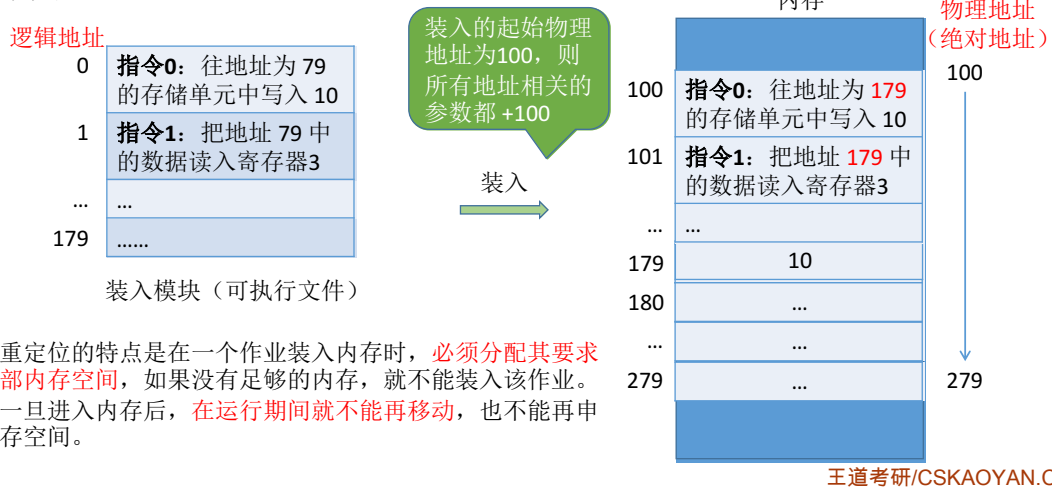 内存
物理地址
（绝对地址）
逻辑地址
装入的起始物理
地址为100，则
所有地址相关的
参数都 +100
0
指令0：往地址为 79
的存储单元中写入 10
1
指令1：把地址 79 中
的数据读入寄存器3
...
...
179
......
装入模块（可执行文件）
装入
100
指令0：往地址为 179
的存储单元中写入 10
101
指令1：把地址 179 中
的数据读入寄存器3
...
...
179
10
180
...
...
...
279
...
100
279
重定位的特点是在一个作业装入内存时，必须分配其要求
部内存空间，如果没有足够的内存，就不能装入该作业。
一旦进入内存后，在运行期间就不能再移动，也不能再申
存空间。
王道考研/CSKAOYAN.C